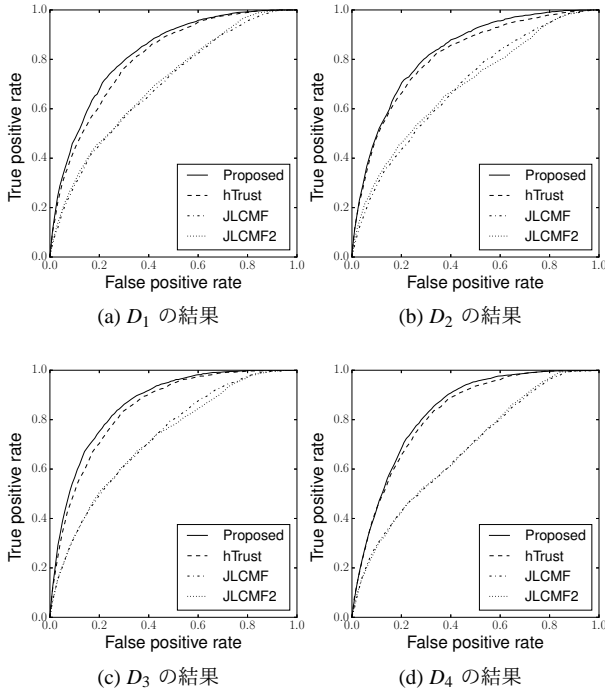 1.0
0.8
0.6
0.4
0.2
0.0
True positive rate
Proposed
hTrust
JLCMF
JLCMF2
0.0 0.2 0.4 0.6 0.8 1.0
False positive rate
(a) D1 の結果
1.0
0.8
0.6
0.4
0.2
0.0
True positive rate
Proposed
hTrust
JLCMF
JLCMF2
0.0 0.2 0.4 0.6 0.8 1.0
False positive rate
(b) D2 の結果
1.0
0.8
0.6
0.4
0.2
0.0
True positive rate
Proposed
hTrust
JLCMF
JLCMF2
0.0 0.2 0.4 0.6 0.8 1.0
False positive rate
(c) D3 の結果
1.0
0.8
0.6
0.4
0.2
0.0
True positive rate
Proposed
hTrust
JLCMF
JLCMF2
0.0 0.2 0.4 0.6 0.8 1.0
False positive rate
(d) D4 の結果